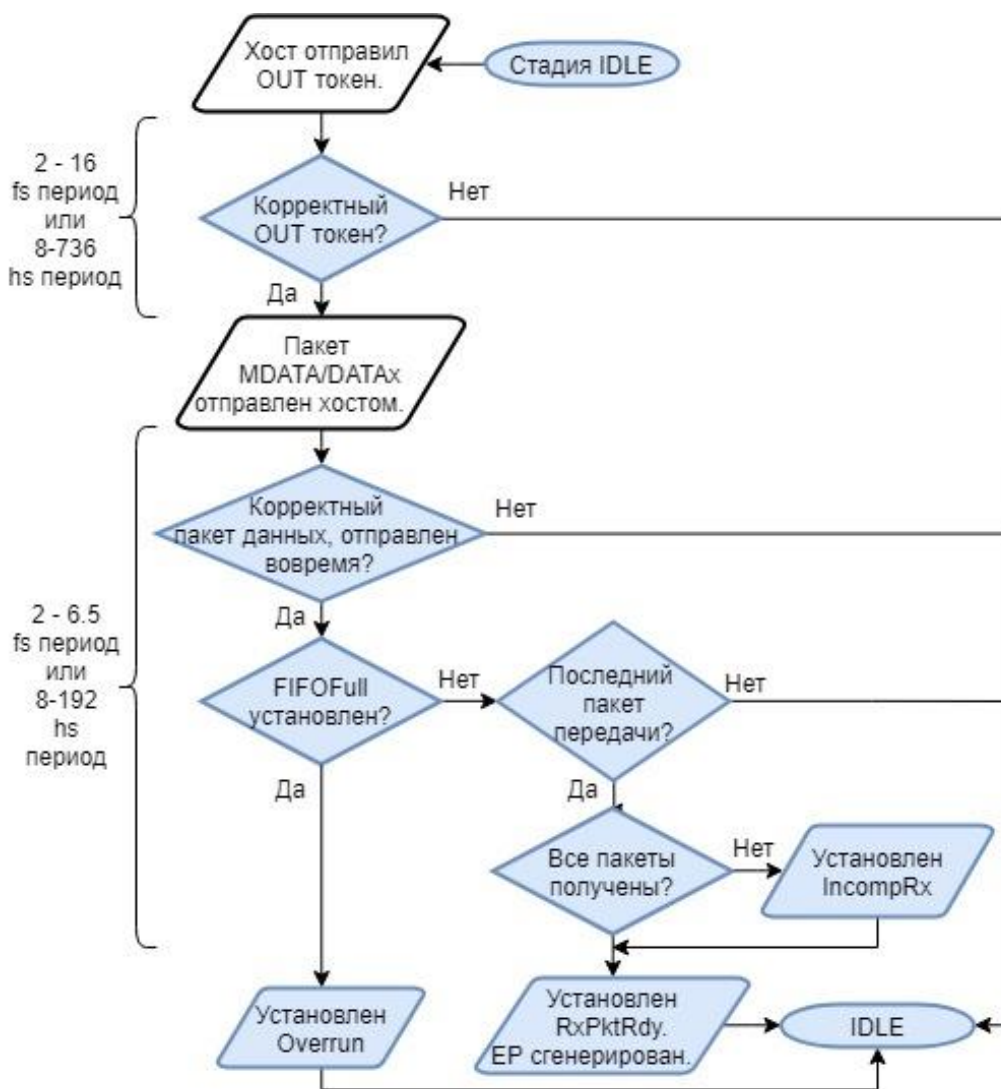 Хост отправил
OUT токен.
Стадия IDLE
2 - 16
fs период
или
8-736
hs период
Корректный
OUT токен?
Нет
Да
Пакет
MDATA/DATAx
отправлен хостом.
Корректный
пакет данных, отправлен
вовремя?
Нет
Да
2 - 6.5
fs период
или
8-192
hs
период
FIFOFull
установлен?
Нет
Последний
пакет
передачи?
Нет
Да
Да
Все пакеты
получены?
Нет
Установлен
IncompRx
Установлен
Overrun
Установлен
RxPktRdy.
EP сгенерирован.
IDLE